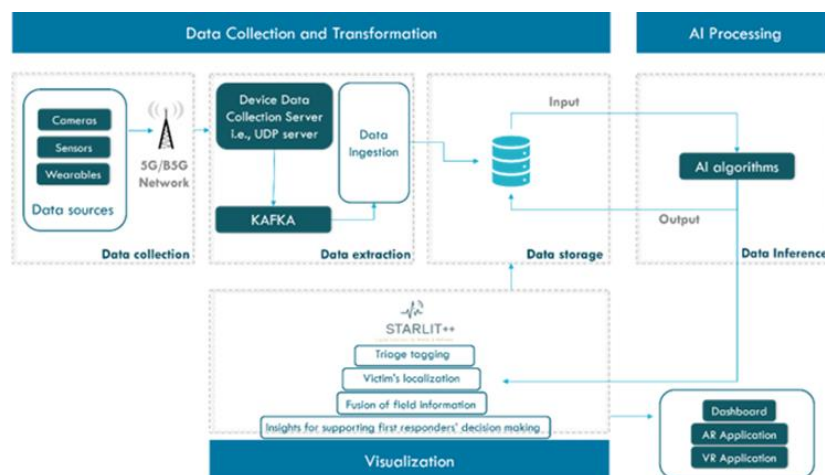 Data Collection and Transformation
AI Processing
Cameras
Sensors
Wearables
Data sources
5G/B5G
Network
Data collection
Device Data
Collection Server
i.e., UDP server
KAFKA
Data
Ingestion
Data extraction
Data storage
Input
Output
AI algorithms
Data Inference
STARLIT++
Triage tagging
Victim's localization
Fusion of field information
Insights for supporting first responders' decision making
Visualization
Dashboard
AR Application
VR Application